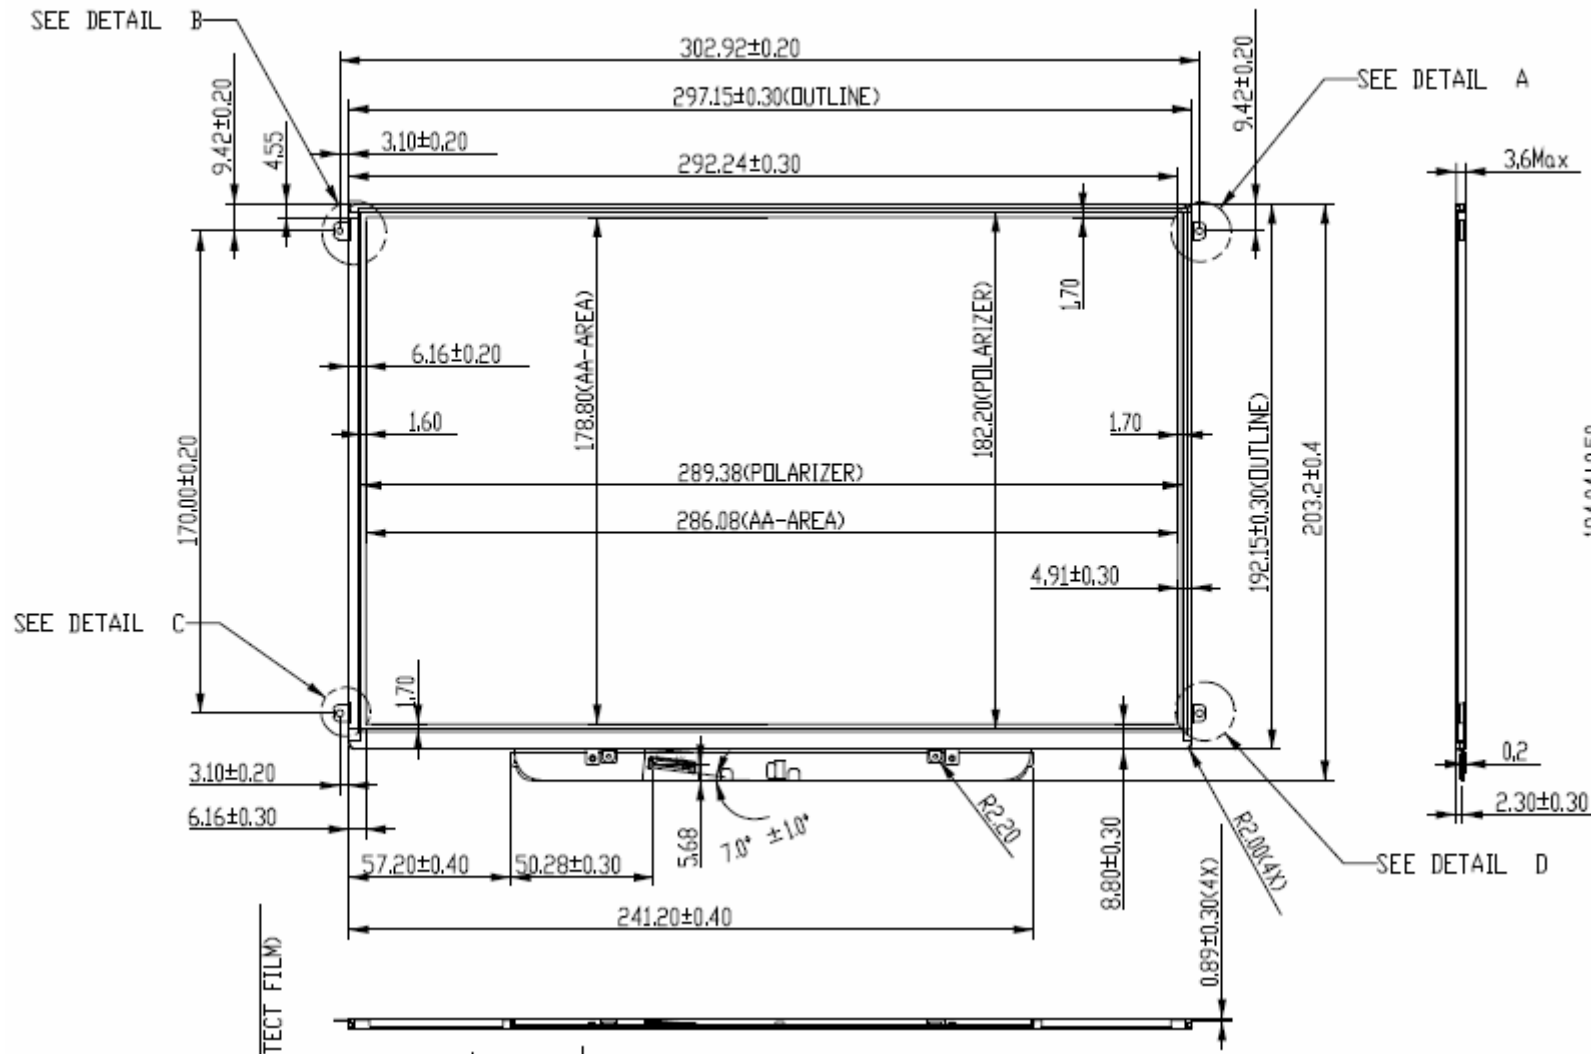 SEE DETAIL B
302.92±0.20
SEE DETAIL A
297.15±0.30(OUTLINE)
9.42±0.20
4.55
3.10±0.20
9.42±0.20
292.24±0.30
3.6Max
1.70
178.80(AA-AREA)
182.20(POLARIZER)
6.16±0.20
1.60
1.70
170.00±0.20
289.38(POLARIZER)
286.08(AA-AREA)
192.15±0.30(OUTLINE)
203.2±0.4
4.91±0.30
SEE DETAIL C
1.70
3.10±0.20
6.16±0.30
0.2
2.30±0.30
57.20±0.40
50.28±0.30
5.68
7.0° ±1.0°
R2.20
8.80±0.30
R2.00(4X)
SEE DETAIL D
241.20±0.40
0.89±0.30(4X)
TECT FILM)